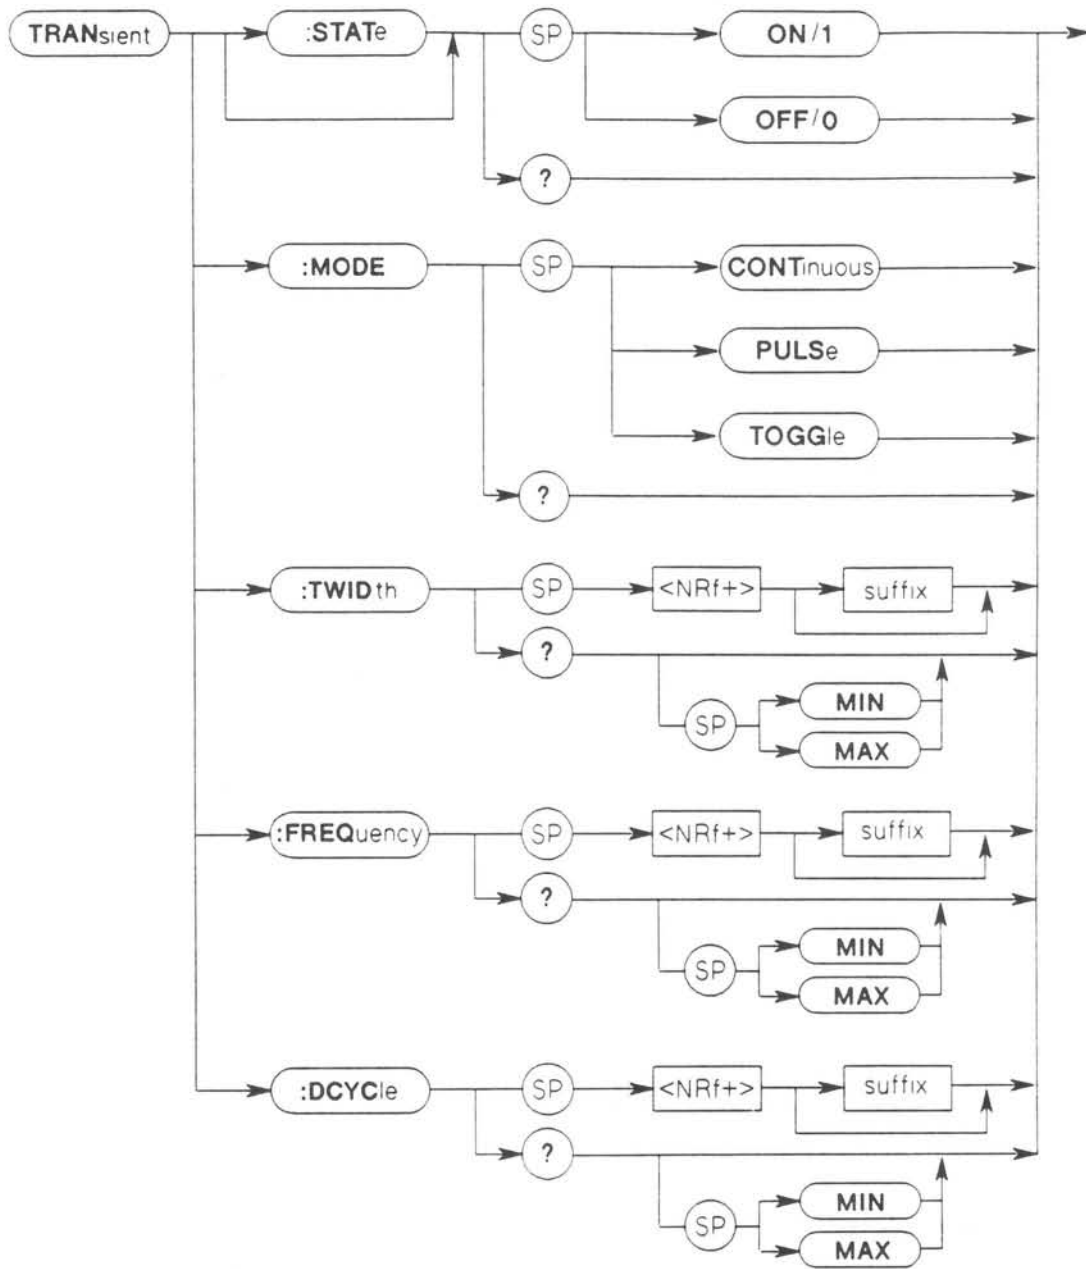 TRANsient :STATe SP ON/1
OFF/0
?
:MODE SP CONTinuous
PULSe
TOGGle
?
:TWIDth SP <NRf+> suffix
?
SP MIN
MAX
:FREQuency SP <NRf+> suffix
?
SP MIN
MAX
:DCYCle SP <NRf+> suffix
?
SP MIN
MAX